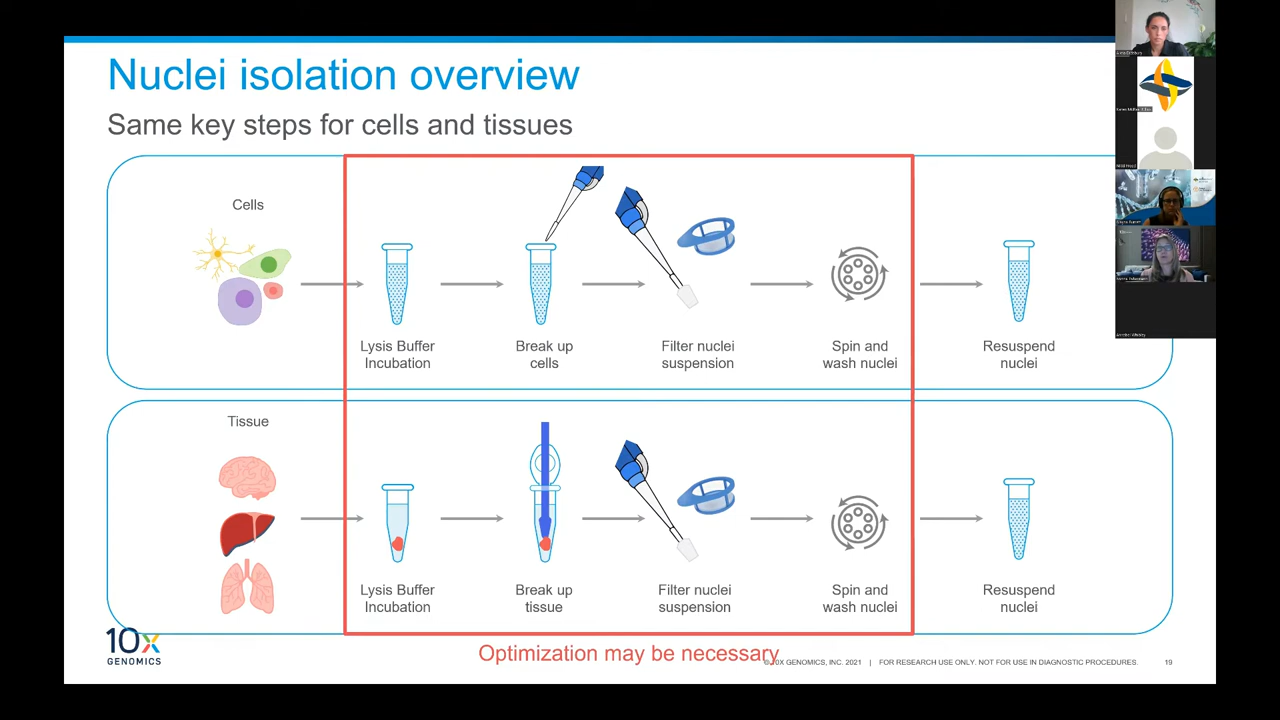 Nuclei isolation overview
Same key steps for cells and tissues
Cells
Lysis Buffer
Incubation
Break up
cells
Filter nuclei
suspension
Spin and
wash nuclei
Resuspend
nuclei
Tissue
Lysis Buffer
Incubation
Break up
tissue
Filter nuclei
suspension
Spin and
wash nuclei
Resuspend
nuclei
10x
GENOMICS
Optimization may be necessary
© 10X GENOMICS, INC. 2021 | FOR RESEARCH USE ONLY. NOT FOR USE IN DIAGNOSTIC PROCEDURES.
19